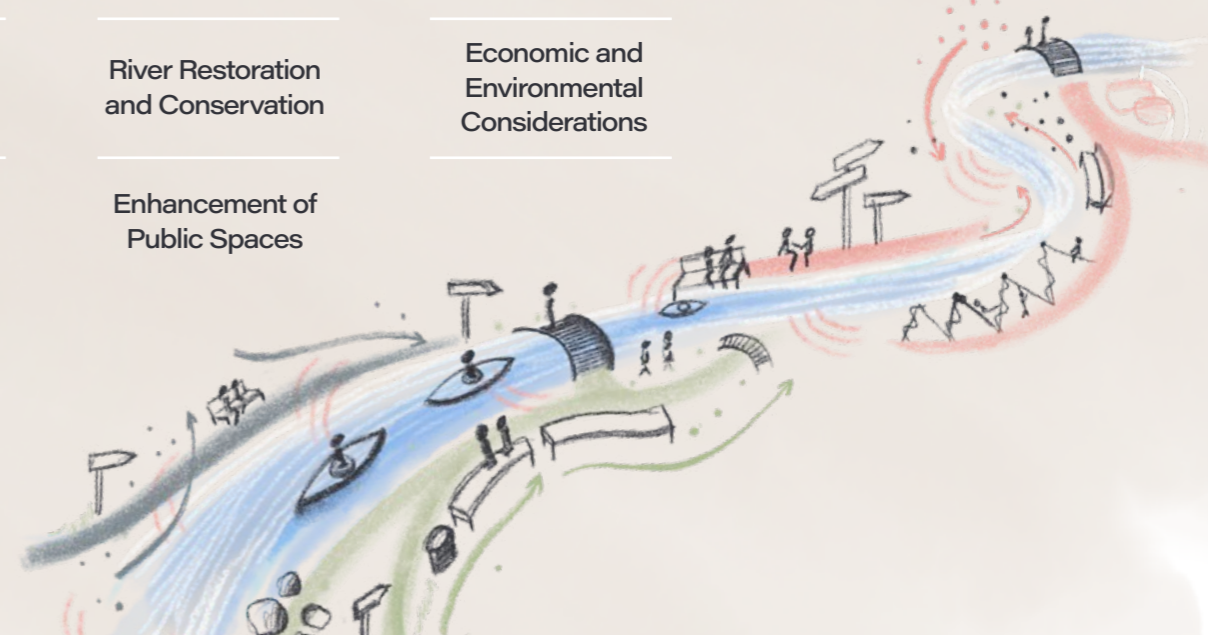 River Restoration
and Conservation
Economic and
Environmental
Considerations
Enhancement of
Public Spaces